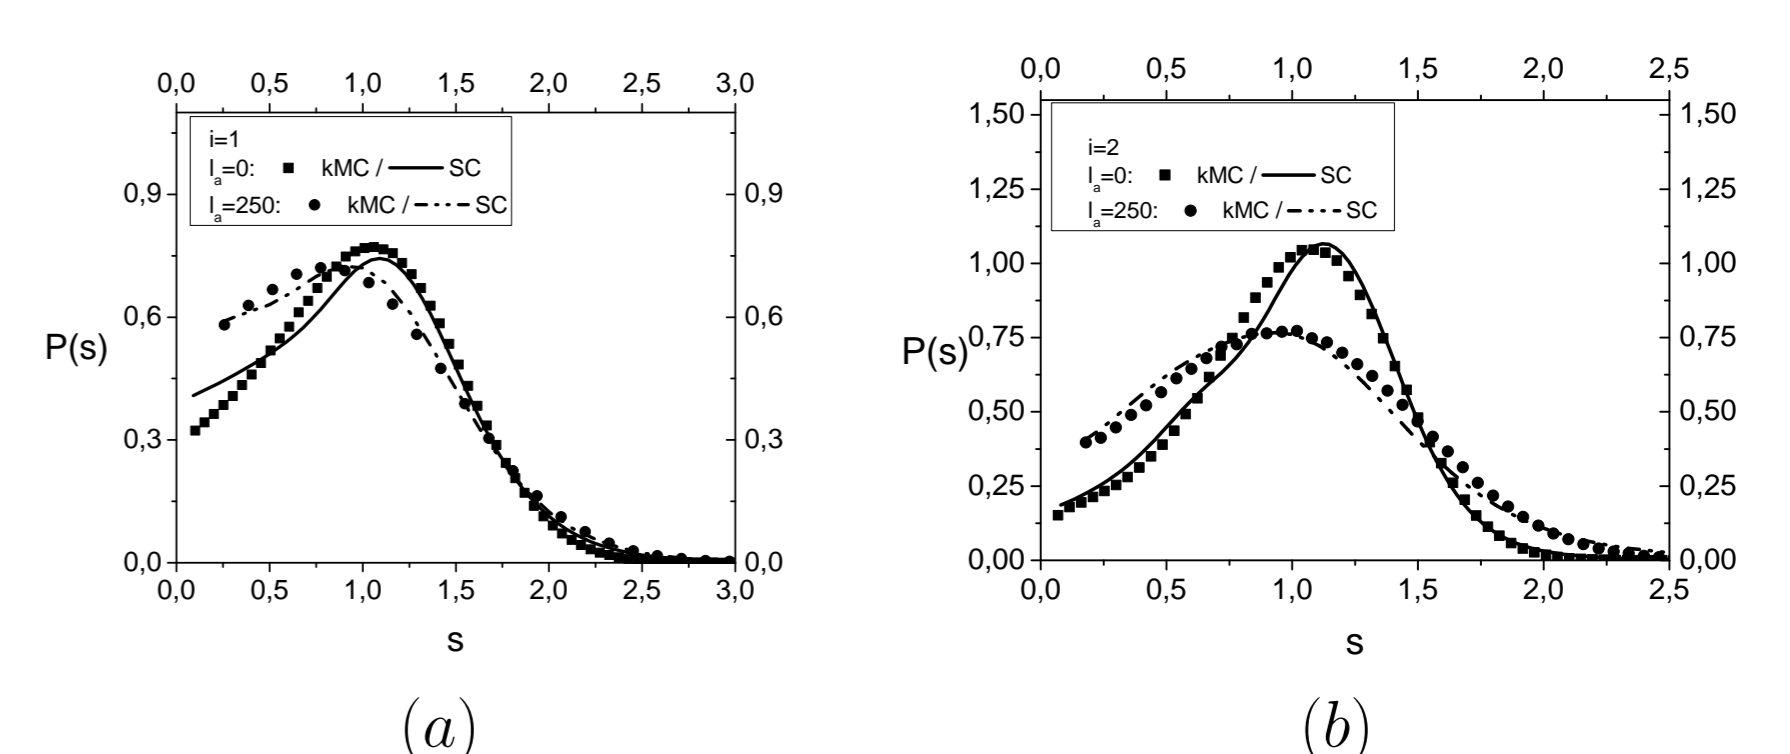 0,0 0,5 1,0 1,5 2,0 2,5 3,0
i=1
l_a=0: kMC / SC
l_a=250: kMC / SC
0,9 0,9
0,6 0,6
P(s)
0,3 0,3
0,0 0,0
0,0 0,5 1,0 1,5 2,0 2,5 3,0
s
(a)
0,0 0,5 1,0 1,5 2,0 2,5
1,50 1,50
i=2
l_a=0: kMC / SC
1,25 1,25
l_a=250: kMC / SC
1,00 1,00
P(s)
0,75 0,75
0,50 0,50
0,25 0,25
0,00 0,00
0,0 0,5 1,0 1,5 2,0 2,5
s
(b)